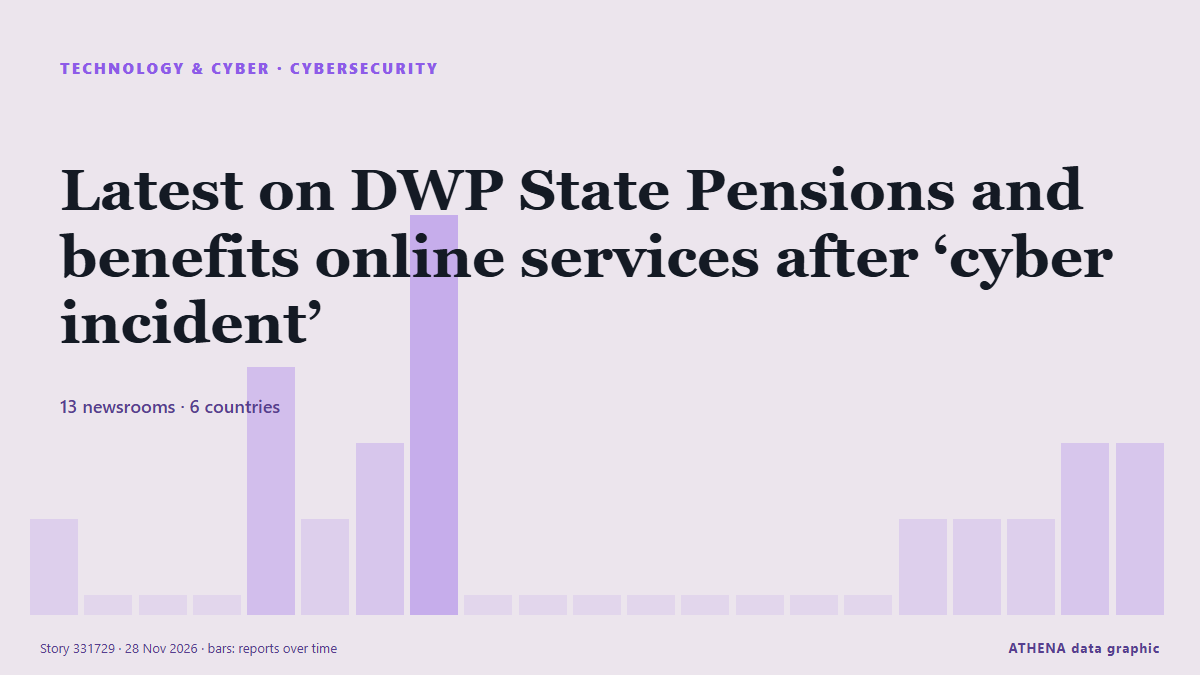 TECHNOLOGY & CYBER · CYBERSECURITY
Latest on DWP State Pensions and
benefits online services after ‘cyber
incident’
13 newsrooms · 6 countries
Story 331729 · 28 Nov 2026 · bars: reports over time
ATHENA data graphic